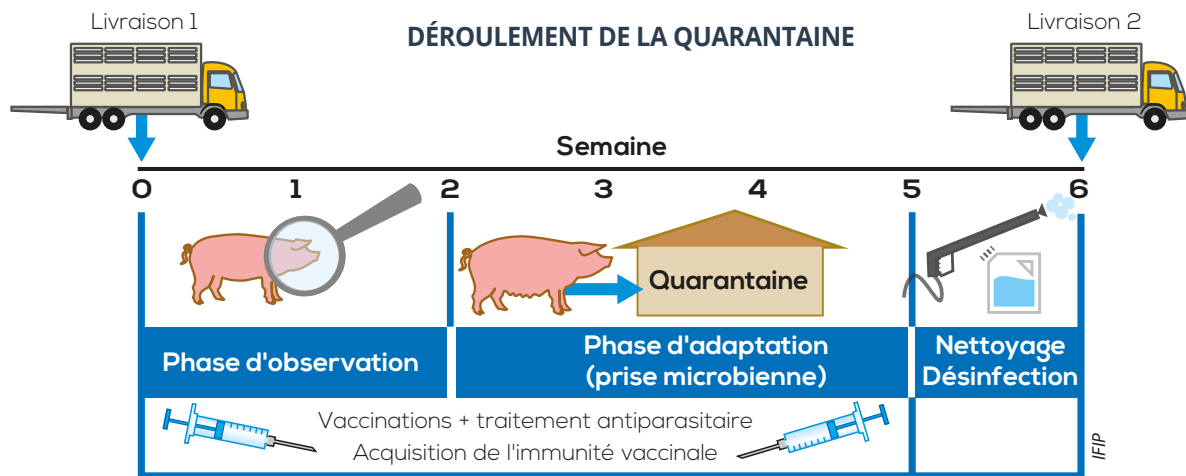 Livraison 1
DÉROULEMENT DE LA QUARANTAINE
Livraison 2
Semaine
0 1 2 3 4 5 6
Quarantaine
Phase d'observation
Phase d'adaptation
(prise microbienne)
Nettoyage
Désinfection
Vaccinations + traitement antiparasitaire
Acquisition de l'immunité vaccinale
IFIP